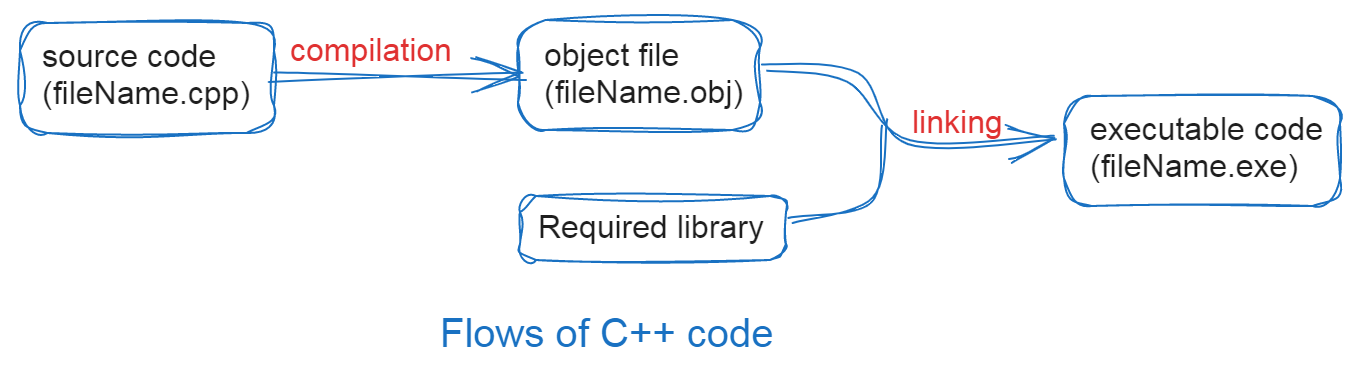 source code
(fileName.cpp)
compilation
object file
(fileName.obj)
linking
executable code
(fileName.exe)
Required library
Flows of C++ code